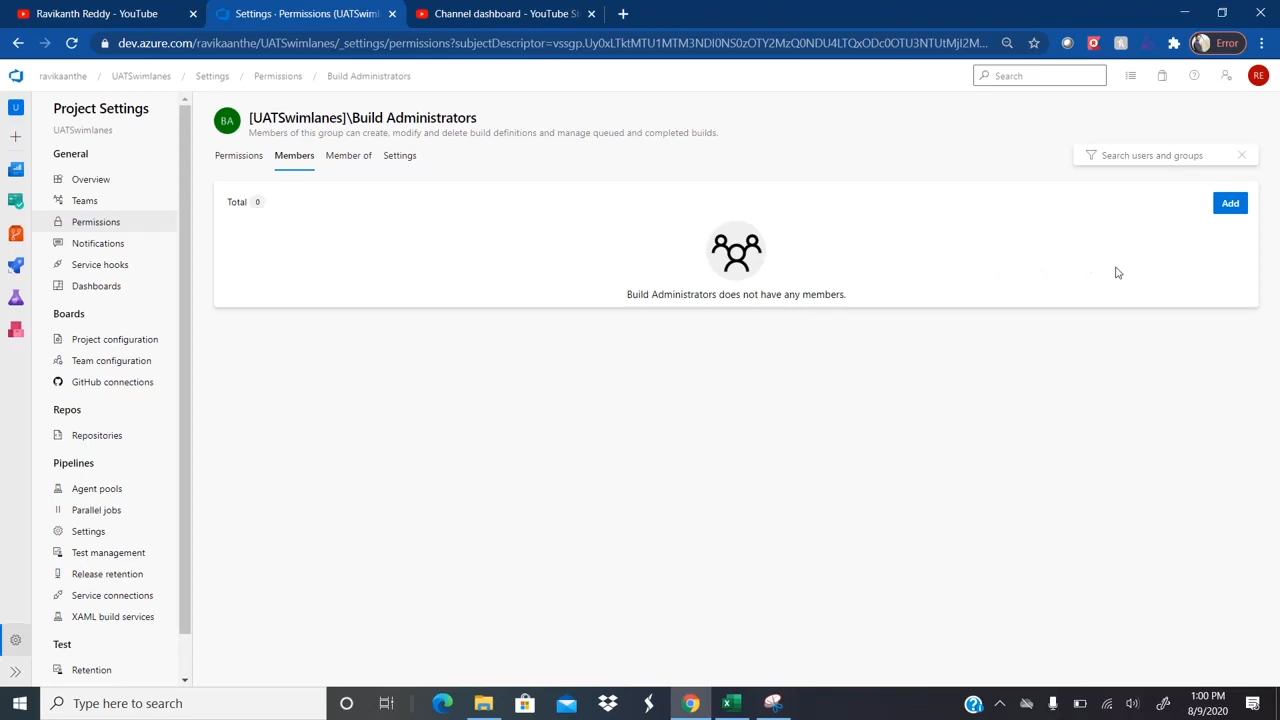 Ravikanth Reddy - YouTube
Settings · Permissions (UATSwiml
Channel dashboard - YouTube St
dev.azure.com/ravikaanthe/UATSwimlanes/_settings/permissions?subjectDescriptor=
Error
ravikaanthe / UATSwimlanes / Settings / Permissions / Build Administrators
Search
RE
U
Project Settings
UATSwimlanes
General
Overview
Teams
Permissions
Notifications
Service hooks
Dashboards
Boards
Project configuration
Team configuration
GitHub connections
Repos
Repositories
Pipelines
Agent pools
Parallel jobs
Settings
Test management
Release retention
Service connections
XAML build services
Test
Retention
BA
[UATSwimlanes]\Build Administrators
Members of this group can create, modify and delete build definitions and manage queued and completed builds.
Permissions Members Member of Settings
Search users and groups
Total 0
Add
Build Administrators does not have any members.
Type here to search
1:00 PM
8/9/2020